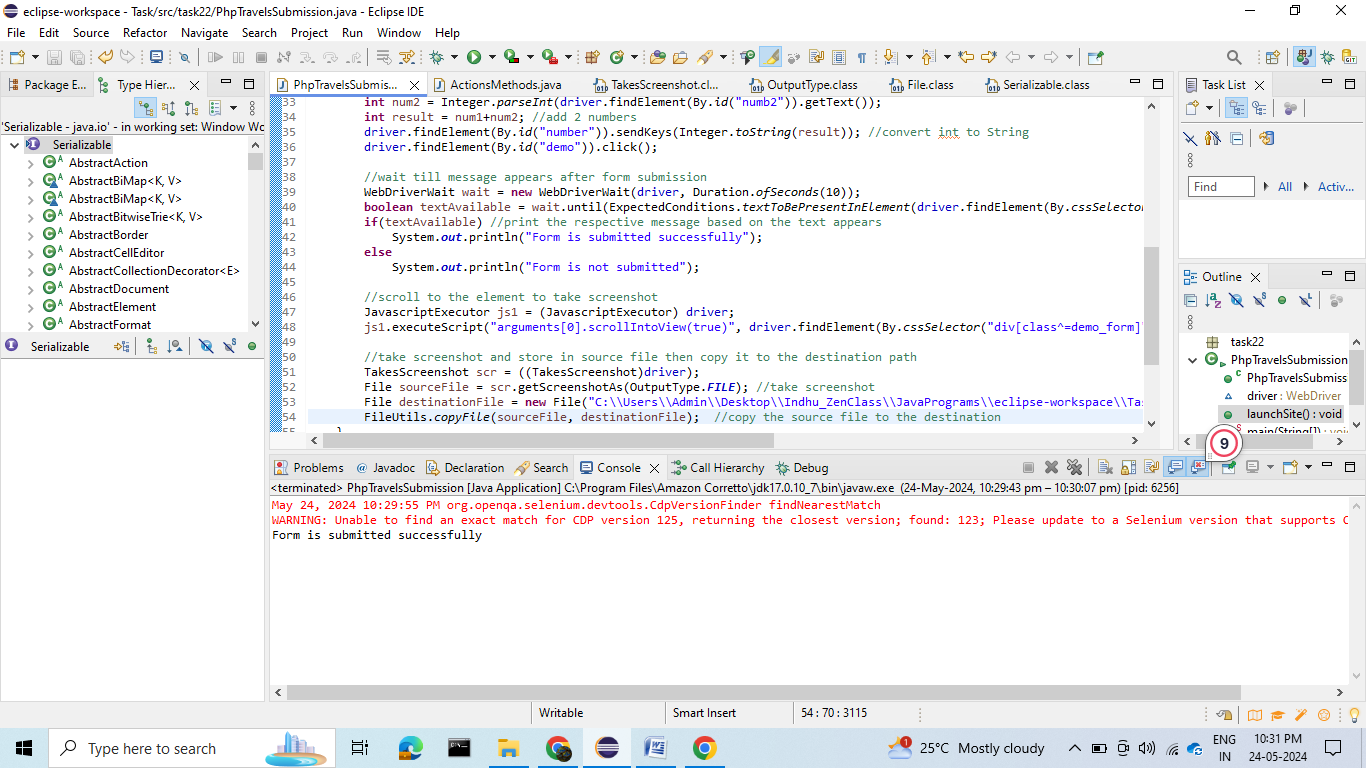 eclipse-workspace - Task/src/task22/PhpTravelsSubmission.java - Eclipse IDE
File Edit Source Refactor Navigate Search Project Run Window Help
Package E... Type Hier...
'Serializable - java.io' - in working set: Window Wc
Serializable
AbstractAction
AbstractBiMap<K, V>
AbstractBiMap<K, V>
AbstractBitwiseTrie<K, V>
AbstractBorder
AbstractCellEditor
AbstractCollectionDecorator<E>
AbstractDocument
AbstractElement
AbstractFormat
Serializable
PhpTravelsSubmis... ActionsMethods.java TakesScreenshot.cl... OutputType.class File.class Serializable.class
33 int num2 = Integer.parseInt(driver.findElement(By.id("numb2")).getText());
34 int result = num1+num2; //add 2 numbers
35 driver.findElement(By.id("number")).sendKeys(Integer.toString(result)); //convert int to String
36 driver.findElement(By.id("demo")).click();
37
38 //wait till message appears after form submission
39 WebDriverWait wait = new WebDriverWait(driver, Duration.ofSeconds(10));
40 boolean textAvailable = wait.until(ExpectedConditions.textToBePresentInElement(driver.findElement(By.cssSelector
41 if(textAvailable) //print the respective message based on the text appears
42 System.out.println("Form is submitted successfully");
43 else
44 System.out.println("Form is not submitted");
45
46 //scroll to the element to take screenshot
47 JavascriptExecutor js1 = (JavascriptExecutor) driver;
48 js1.executeScript("arguments[0].scrollIntoView(true)", driver.findElement(By.cssSelector("div[class^=demo_form]"
49
50 //take screenshot and store in source file then copy it to the destination path
51 TakesScreenshot scr = ((TakesScreenshot)driver);
52 File sourceFile = scr.getScreenshotAs(OutputType.FILE); //take screenshot
53 File destinationFile = new File("C:\\Users\\Admin\\Desktop\\Indhu_ZenClass\\JavaPrograms\\eclipse-workspace\\Tas
54 FileUtils.copyFile(sourceFile, destinationFile); //copy the source file to the destination
55 }
Task List
Find All Activ...
Outline
task22
PhpTravelsSubmission
PhpTravelsSubmiss
driver : WebDriver
launchSite() : void
main(String[]) : void
9
Problems Javadoc Declaration Search Console Call Hierarchy Debug
<terminated> PhpTravelsSubmission [Java Application] C:\Program Files\Amazon Corretto\jdk17.0.10_7\bin\javaw.exe (24-May-2024, 10:29:43 pm – 10:30:07 pm) [pid: 6256]
May 24, 2024 10:29:55 PM org.openqa.selenium.devtools.CdpVersionFinder findNearestMatch
WARNING: Unable to find an exact match for CDP version 125, returning the closest version; found: 123; Please update to a Selenium version that supports C
Form is submitted successfully
Writable Smart Insert 54 : 70 : 3115
Type here to search
1 25°C Mostly cloudy ENG IN 10:31 PM 24-05-2024